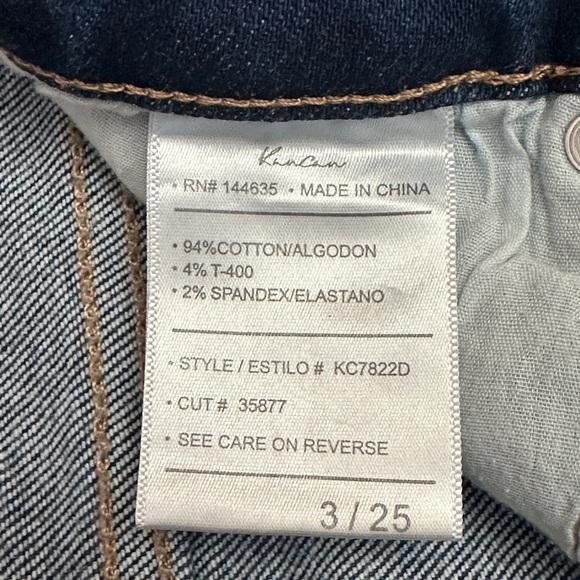 KanCan
• RN# 144635 • MADE IN CHINA
• 94%COTTON/ALGODON
• 4% T-400
• 2% SPANDEX/ELASTANO
• STYLE / ESTILO # KC7822D
• CUT # 35877
• SEE CARE ON REVERSE
3 / 25